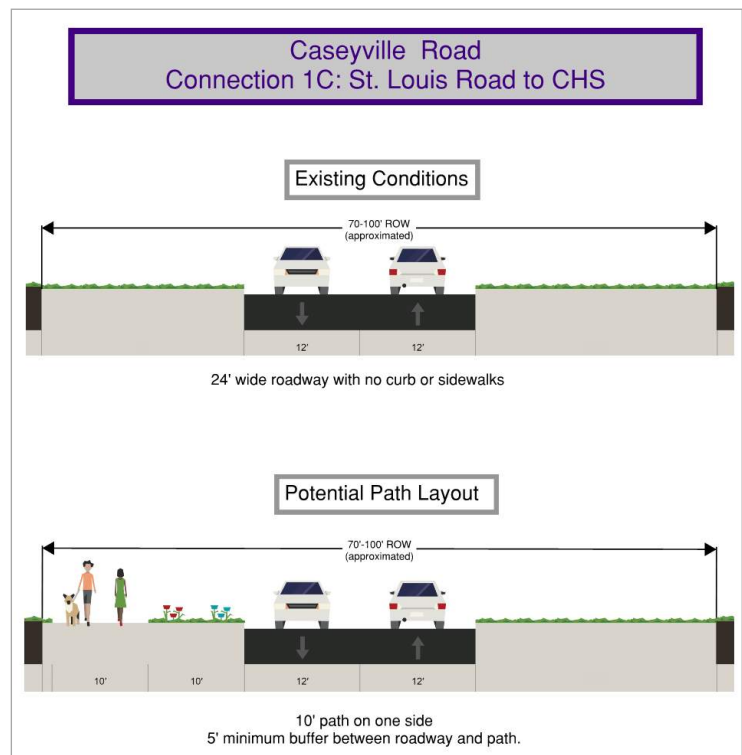 Caseyville Road
Connection 1C: St. Louis Road to CHS
Existing Conditions
70-100' ROW
(approximated)
12' 12'
24' wide roadway with no curb or sidewalks
Potential Path Layout
70'-100' ROW
(approximated)
10' 10' 12' 12'
10' path on one side
5' minimum buffer between roadway and path.